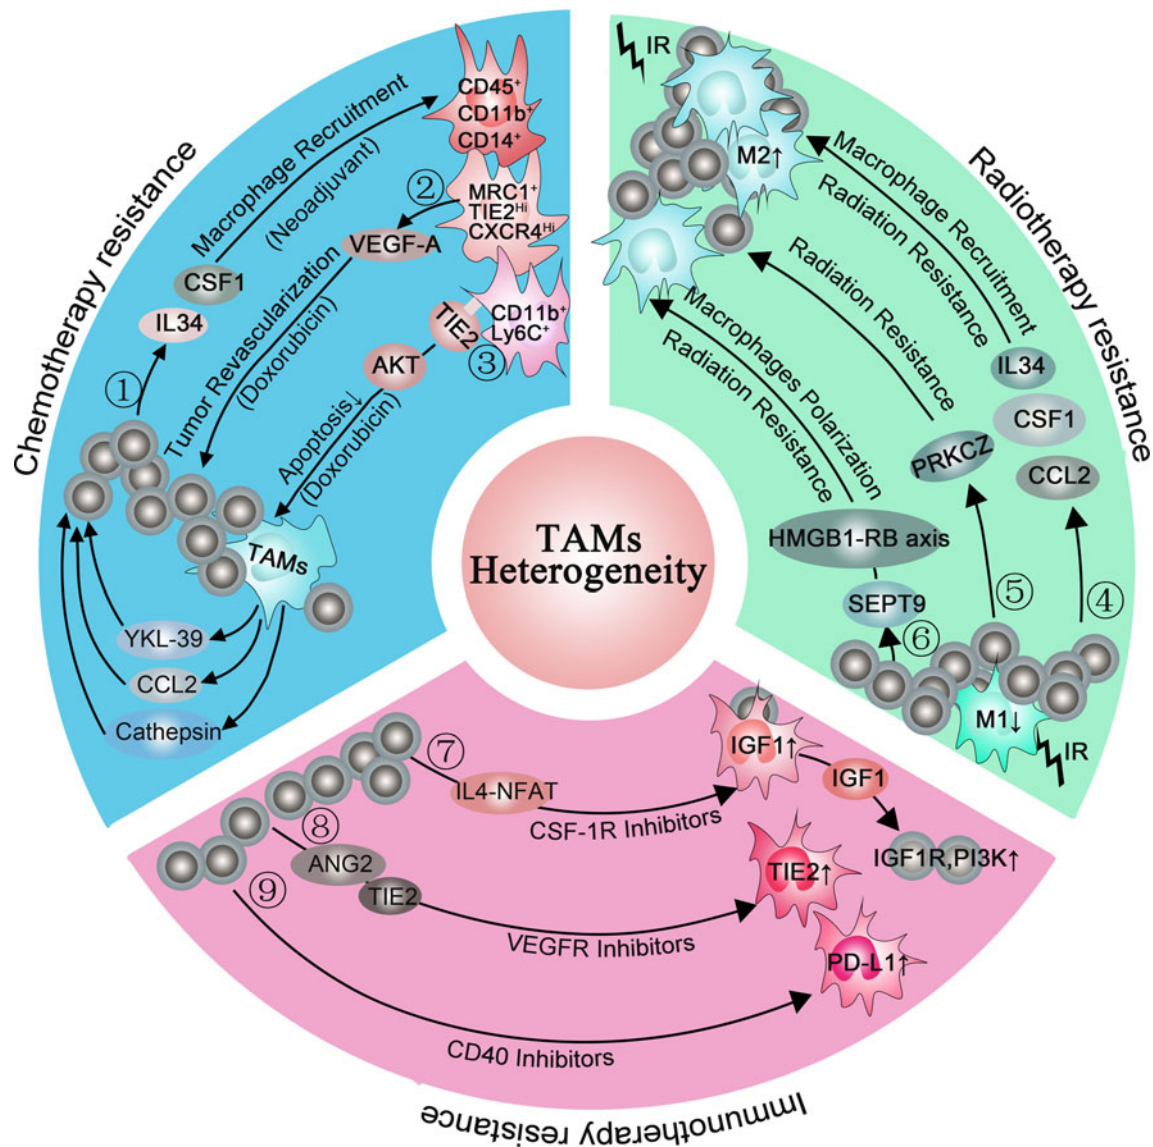 Chemotherapy resistance
Macrophage Recruitment
(Neoadjuvant)
CD45⁺
CD11b⁺
CD14⁺
②
MRC1⁺
TIE2ᴴⁱ
CXCR4ᴴⁱ
VEGF-A
CSF1
IL34
①
Tumor Revascularization
(Doxorubicin)
CD11b⁺
Ly6C⁺
TIE2
③
AKT
Apoptosis↓
(Doxorubicin)
TAMs
YKL-39
CCL2
Cathepsin
TAMs
Heterogeneity
Radiotherapy resistance
IR
M2↑
Macrophage Recruitment
Radiation Resistance
Radiation Resistance
Macrophages Polarization
Radiation Resistance
IL34
CSF1
CCL2
PRKCZ
HMGB1-RB axis
SEPT9
⑤
④
⑥
M1↓
IR
⑦
IL4-NFAT
CSF-1R Inhibitors
IGF1↑
IGF1
IGF1R,PI3K↑
⑧
ANG2
TIE2
VEGFR Inhibitors
TIE2↑
⑨
CD40 Inhibitors
PD-L1↑
Immunotherapy resistance